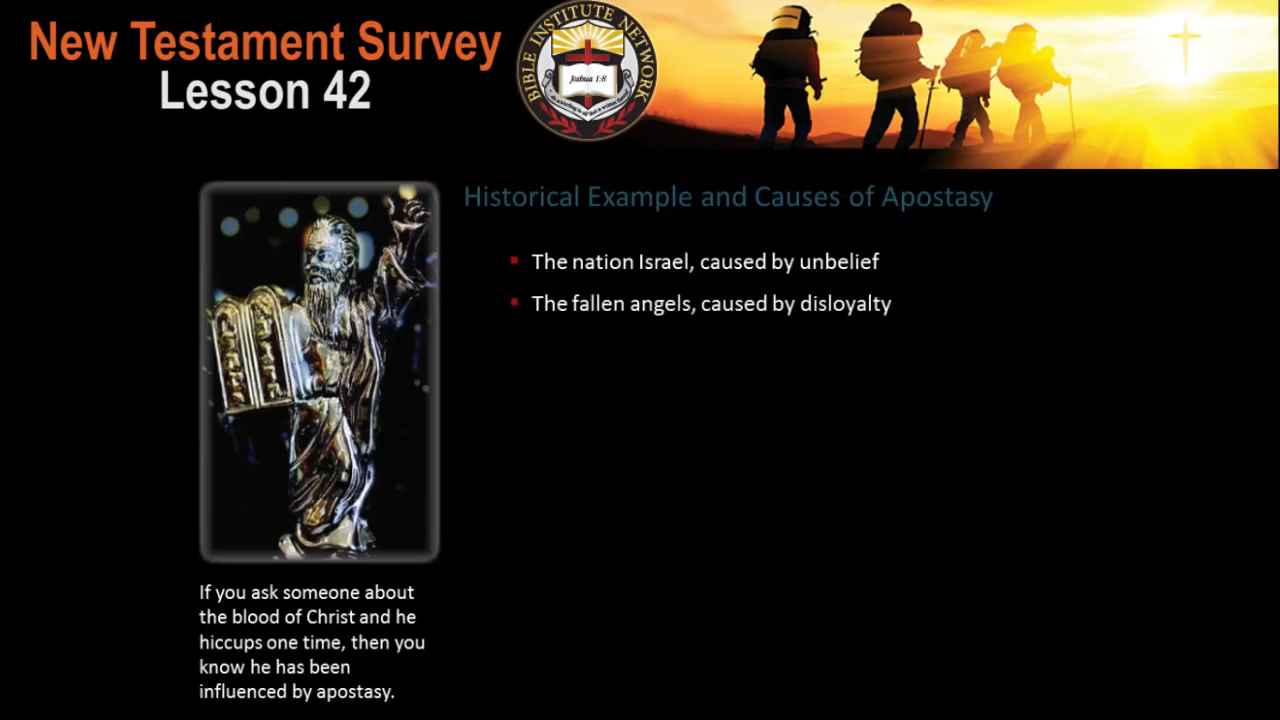 New Testament Survey
Lesson 42
BIBLE INSTITUTE NETWORK
Joshua 1:8
Historical Example and Causes of Apostasy
The nation Israel, caused by unbelief
The fallen angels, caused by disloyalty
If you ask someone about
the blood of Christ and he
hiccups one time, then you
know he has been
influenced by apostasy.